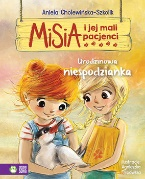 Aniela Cholewińska-Szkolik
Misia
i jej mali
pacjenci
Urodzinowa
niespodzianka